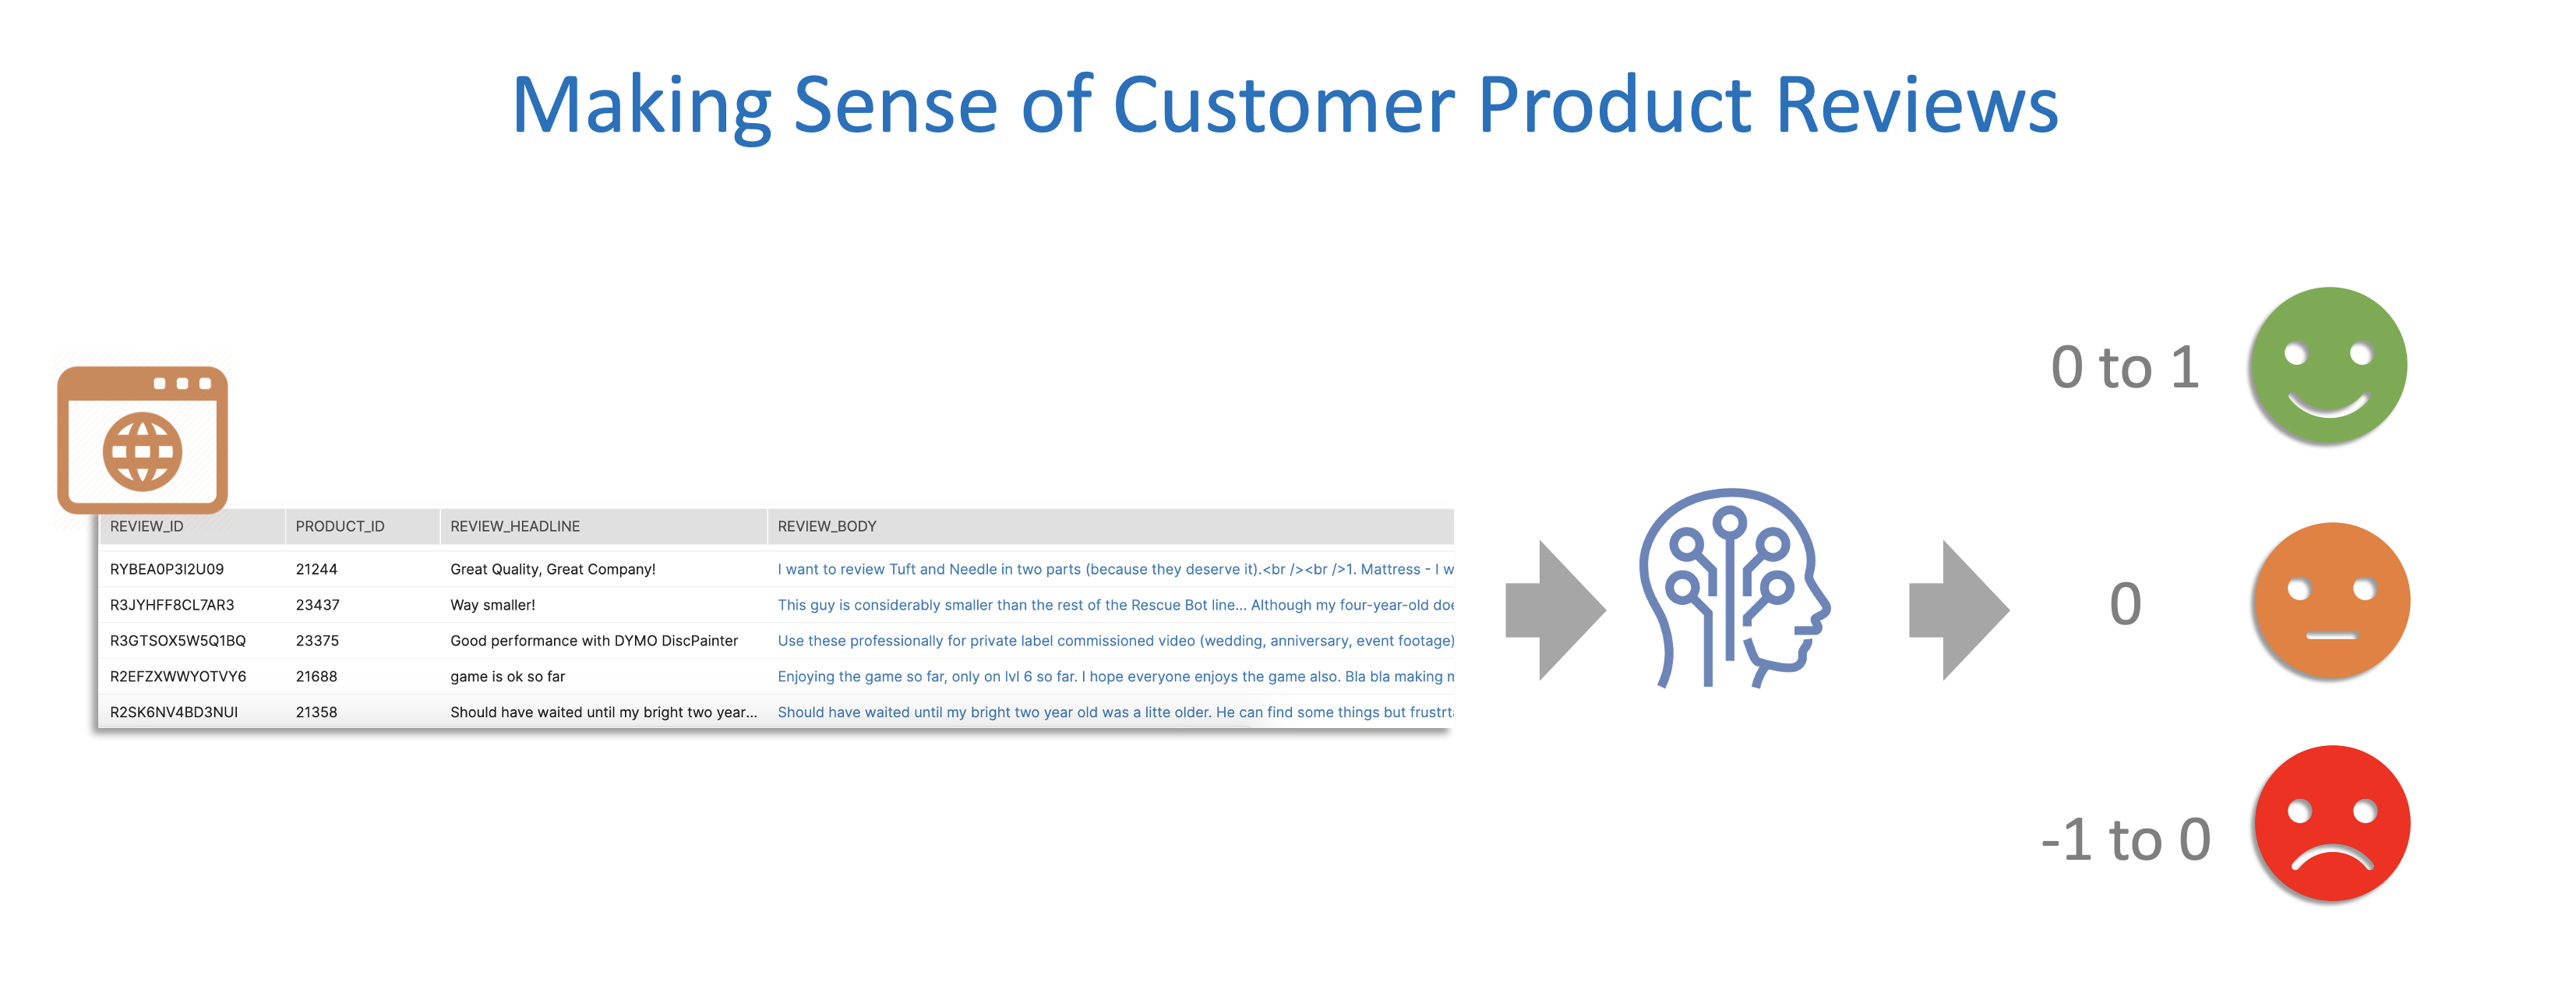 Making Sense of Customer Product Reviews
0 to 1
REVIEW_ID PRODUCT_ID REVIEW_HEADLINE REVIEW_BODY
RYBEA0P3I2U09 21244 Great Quality, Great Company! I want to review Tuft and Needle in two parts (because they deserve it).<br /><br />1. Mattress - I w
R3JYHFF8CL7AR3 23437 Way smaller! This guy is considerably smaller than the rest of the Rescue Bot line... Although my four-year-old doe
R3GTSOX5W5Q1BQ 23375 Good performance with DYMO DiscPainter Use these professionally for private label commissioned video (wedding, anniversary, event footage)
R2EFZXWWYOTVY6 21688 game is ok so far Enjoying the game so far, only on lvl 6 so far. I hope everyone enjoys the game also. Bla bla making
R2SK6NV4BD3NUI 21358 Should have waited until my bright two year... Should have waited until my bright two year old was a litte older. He can find some things but frustrt
0
-1 to 0